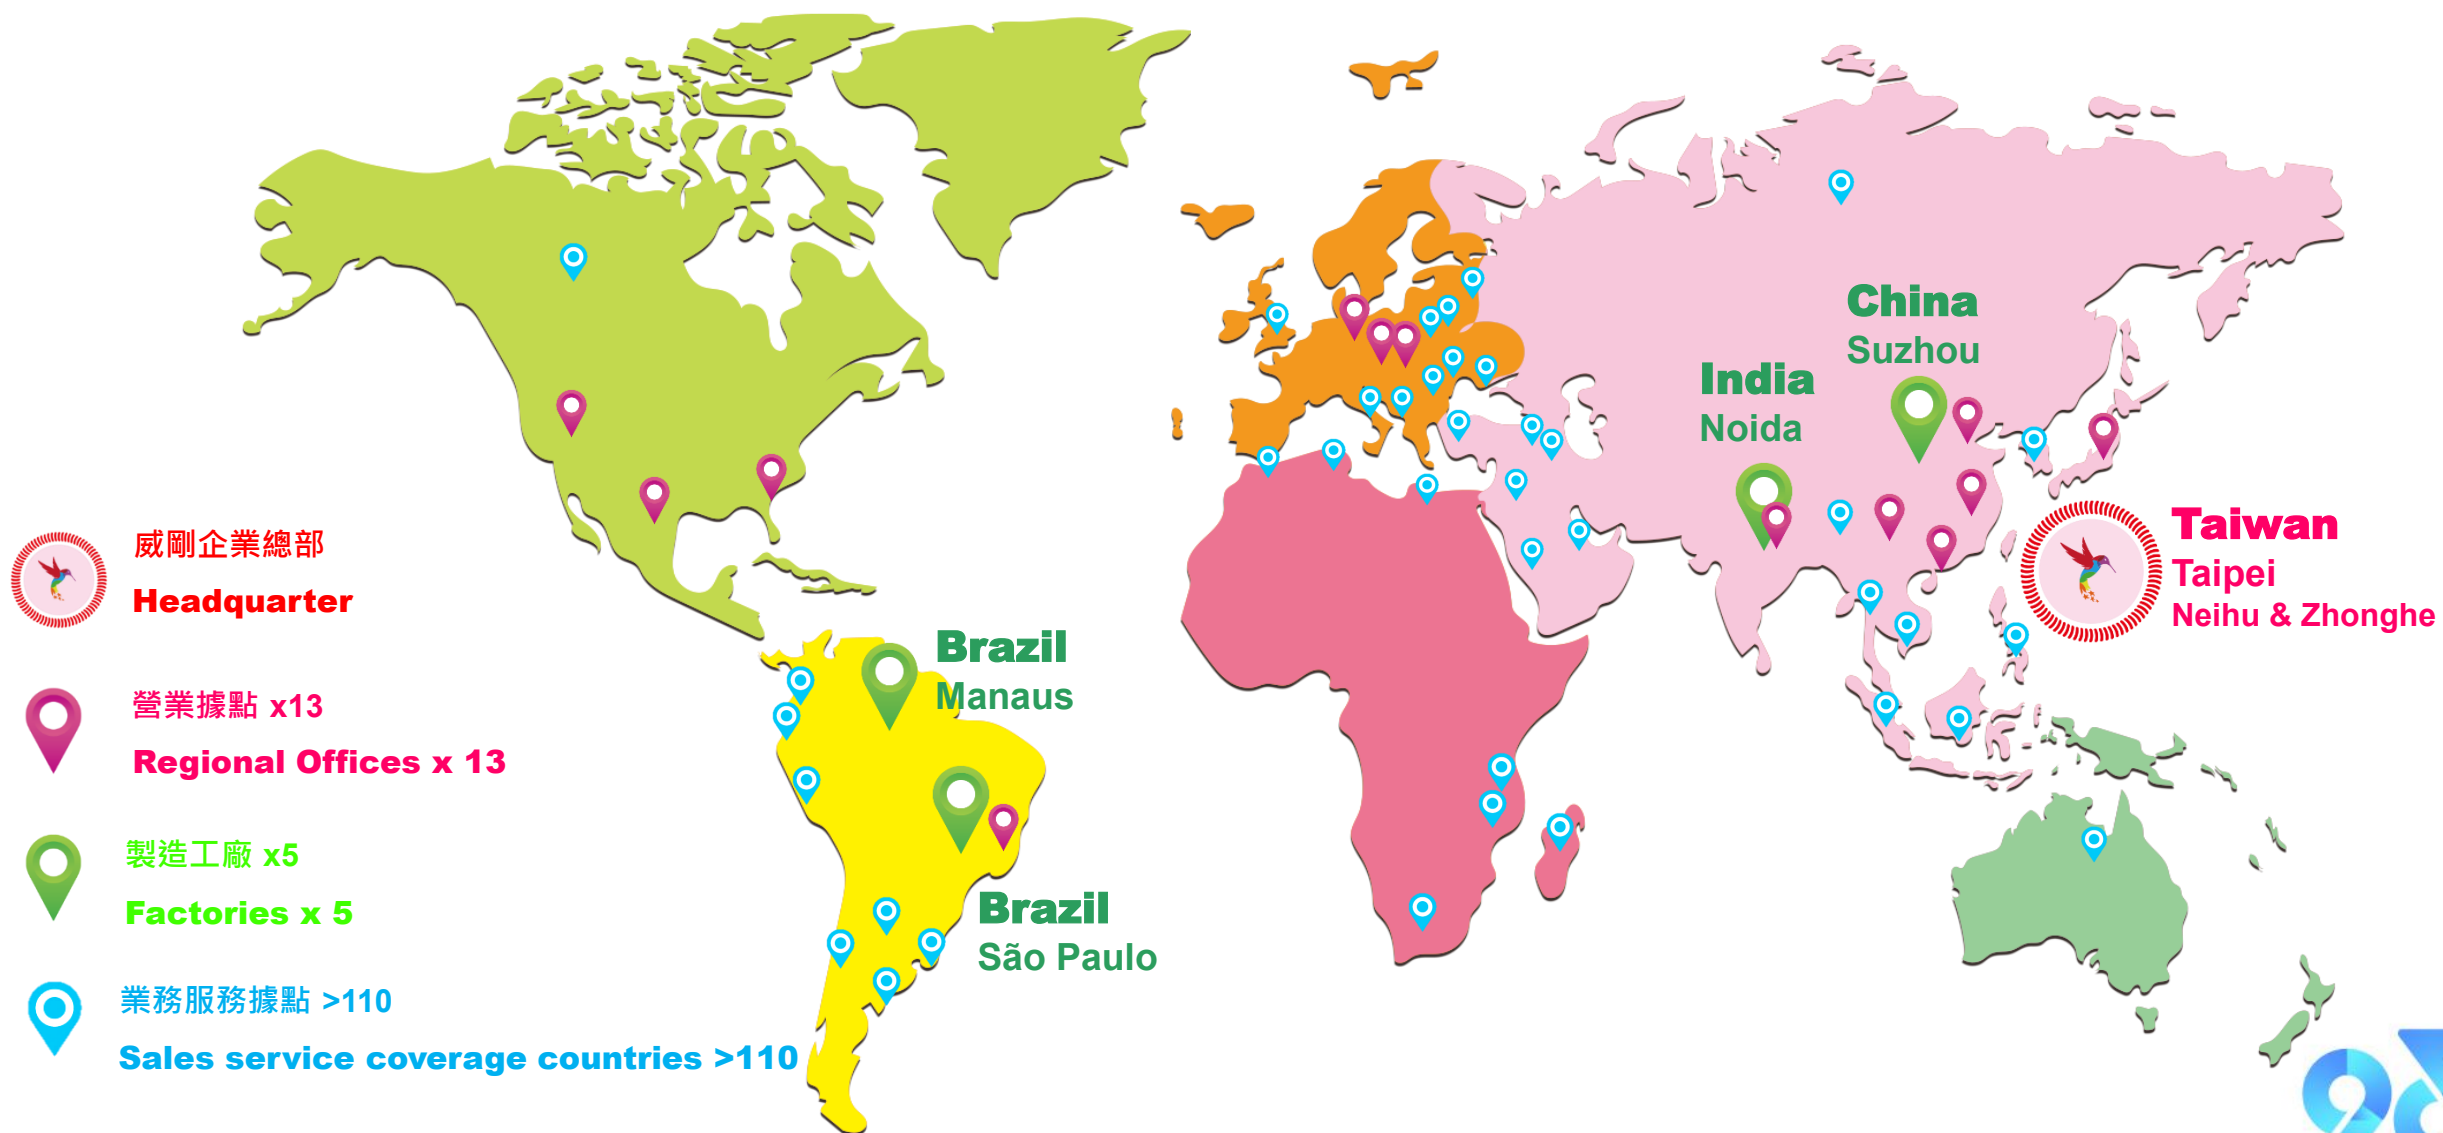 威剛企業總部
Headquarter
營業據點 x13
Regional Offices x 13
製造工廠 x5
Factories x 5
業務服務據點 >110
Sales service coverage countries >110
Brazil
Manaus
Brazil
São Paulo
India
Noida
China
Suzhou
Taiwan
Taipei
Neihu & Zhonghe